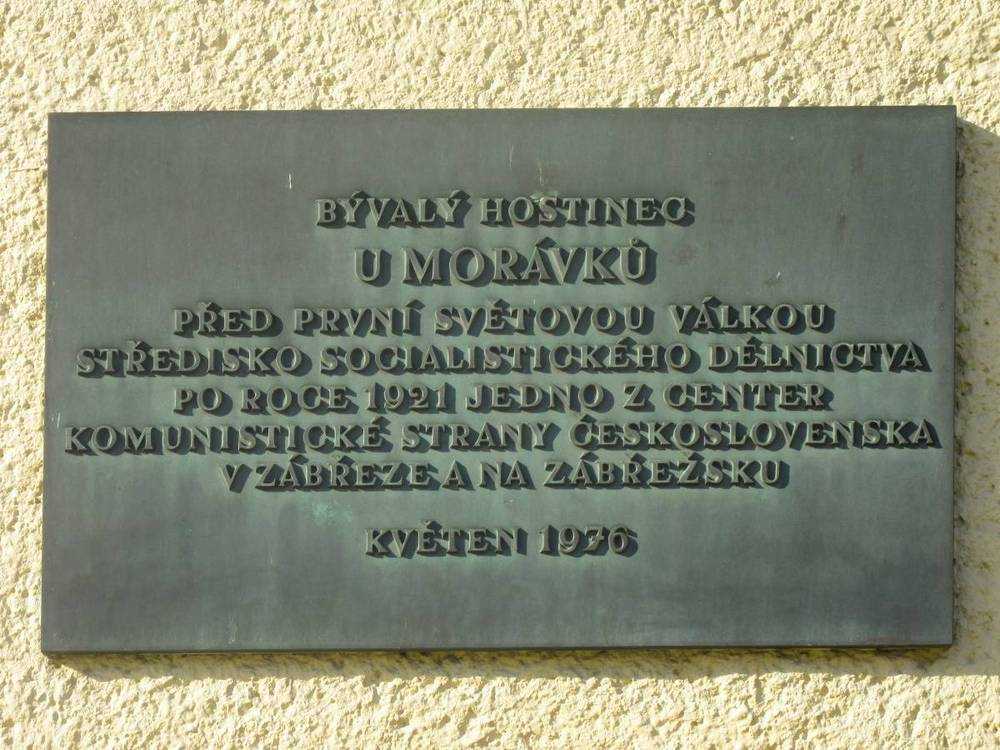 BÝVALÝ HOSTINEC
U MORÁVKŮ
PŘED PRVNÍ SVĚTOVOU VÁLKOU
STŘEDISKO SOCIALISTICKÉHO DĚLNICTVA
PO ROCE 1921 JEDNO Z CENTER
KOMUNISTICKÉ STRANY ČESKOSLOVENSKA
V ZÁBŘEZE A NA ZÁBŘEŽSKU
KVĚTEN 1976